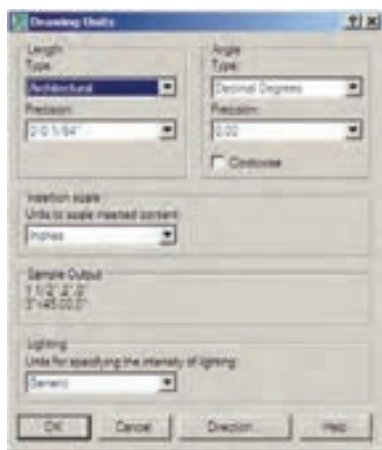 Drawing Units
Length
Type:
Architectural
Precision:
0'-0 1/64"
Angle
Type:
Decimal Degrees
Precision:
0.00
Clockwise
Insertion scale
Units to scale inserted content:
Inches
Sample Output
1 1/2",2",0"
3"<45.00,0"
Lighting
Units for specifying the intensity of lighting:
Generic
OK
Cancel
Direction...
Help